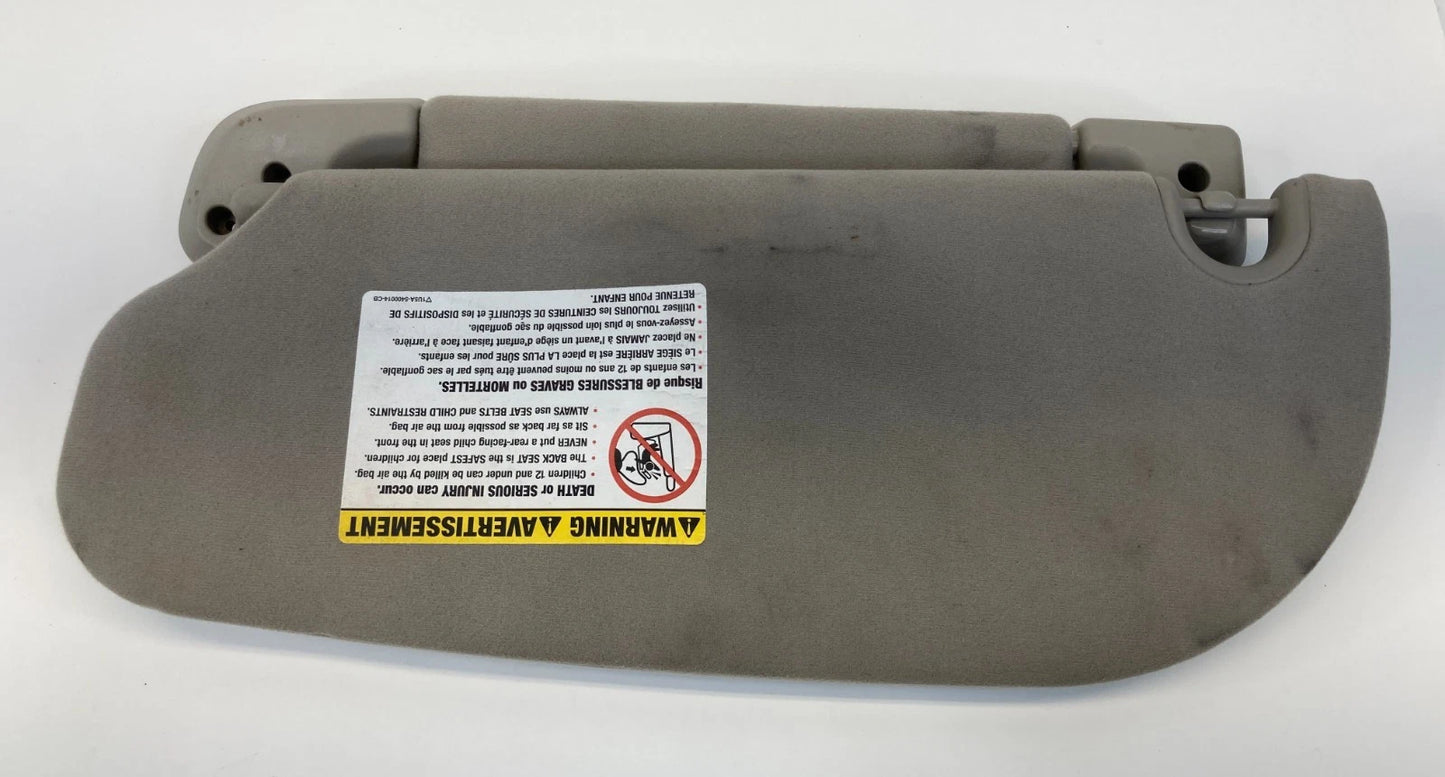 ⚠WARNING ⚠AVERTISSEMENT
DEATH or SERIOUS INJURY can occur.
• Children 12 and under can be killed by the air bag.
• The BACK SEAT is the SAFEST place for children.
• NEVER put a rear-facing child seat in the front.
• Sit as far back as possible from the air bag.
• ALWAYS use SEAT BELTS and CHILD RESTRAINTS.
Risque de BLESSURES GRAVES ou MORTELLES.
• Les enfants de 12 ans ou moins peuvent être tués par le sac gonflable.
• Le SIÈGE ARRIÈRE est la place LA PLUS SÛRE pour les enfants.
• Ne placez JAMAIS à l'avant un siège d'enfant faisant face à l'arrière.
• Asseyez-vous le plus loin possible du sac gonflable.
• Utilisez TOUJOURS les CEINTURES DE SÉCURITÉ et les DISPOSITIFS DE
RETENUE POUR ENFANT.
▽1USA-5400014-CB